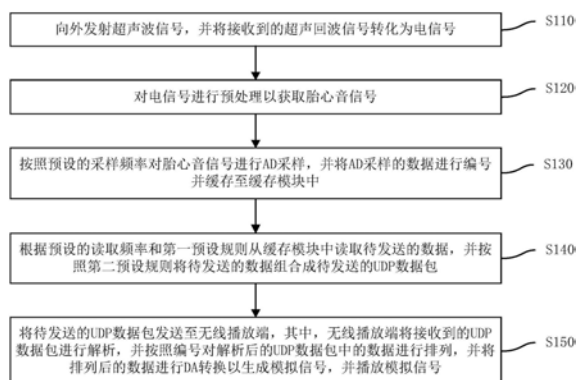 向外发射超声波信号，并将接收到的超声回波信号转化为电信号
S110
对电信号进行预处理以获取胎心音信号
S120
按照预设的采样频率对胎心音信号进行AD采样，并将AD采样的数据进行编号
并缓存至缓存模块中
S130
根据预设的读取频率和第一预设规则从缓存模块中读取待发送的数据，并按
照第二预设规则将待发送的数据组合成待发送的UDP数据包
S140
将待发送的UDP数据包发送至无线播放端，其中，无线播放端将接收到的UDP
数据包进行解析，并按照编号对解析后的UDP数据包中的数据进行排列，并将
排列后的数据进行DA转换以生成模拟信号，并播放模拟信号
S150